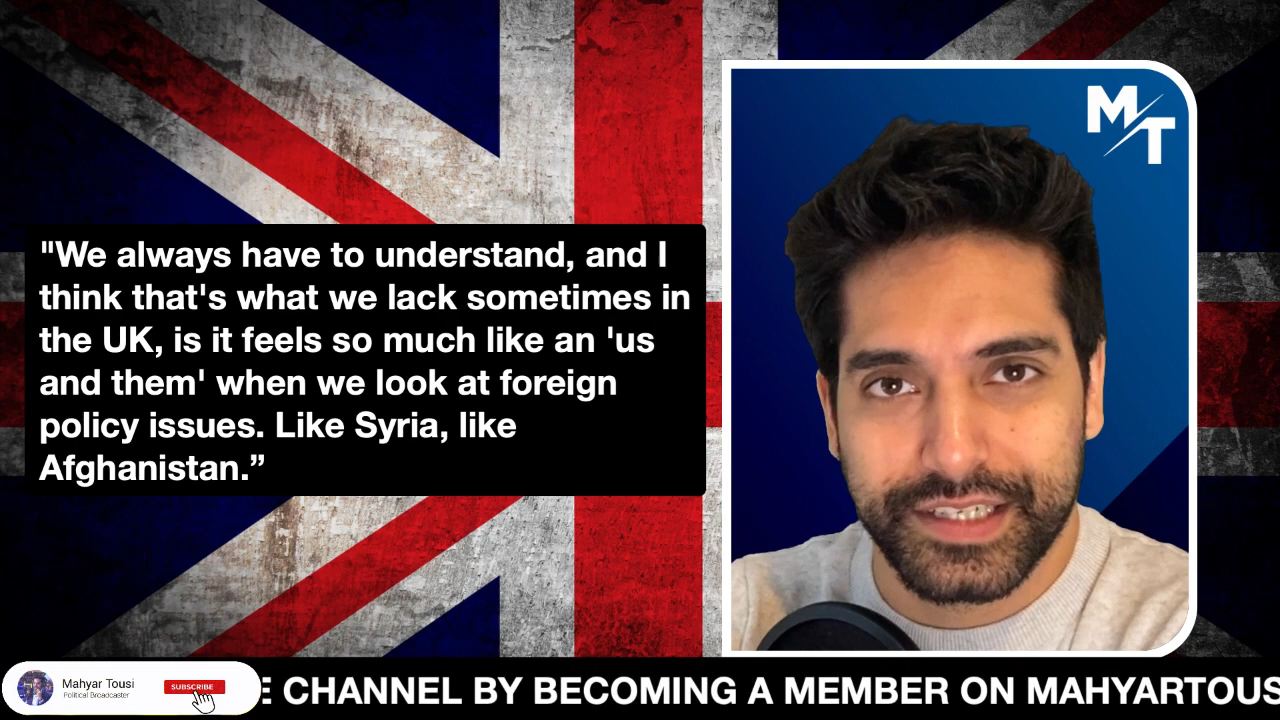 "We always have to understand, and I
think that's what we lack sometimes in
the UK, is it feels so much like an 'us
and them' when we look at foreign
policy issues. Like Syria, like
Afghanistan.”
M
T
Mahyar Tousi
Political Broadcaster
SUBSCRIBE
E CHANNEL BY BECOMING A MEMBER ON MAHYARTOUS